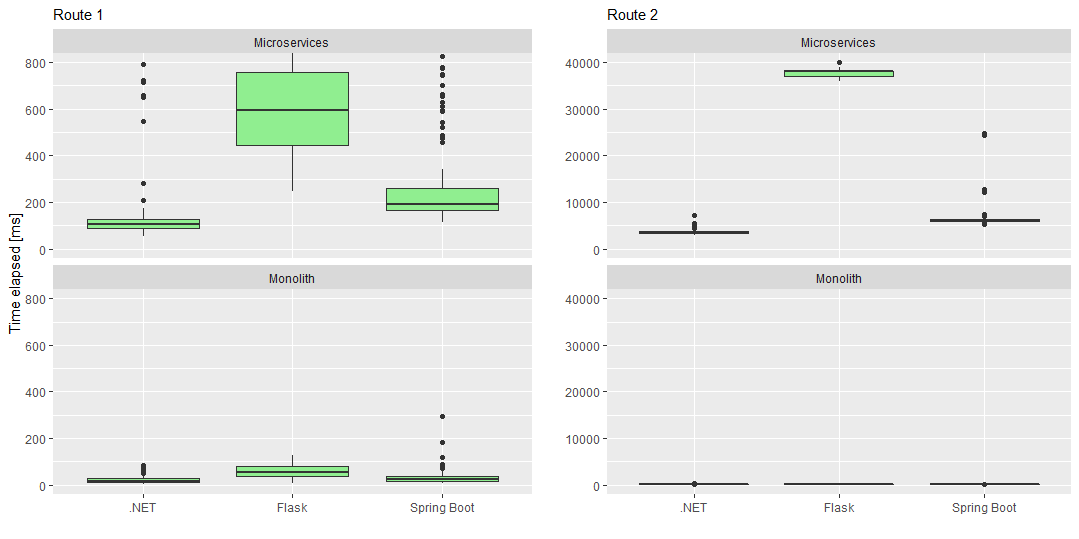 Route 1
Microservices
800
600
400
200
0
Monolith
800
600
400
200
0
.NET Flask Spring Boot
Time elapsed [ms]
Route 2
Microservices
40000
30000
20000
10000
0
Monolith
40000
30000
20000
10000
0
.NET Flask Spring Boot